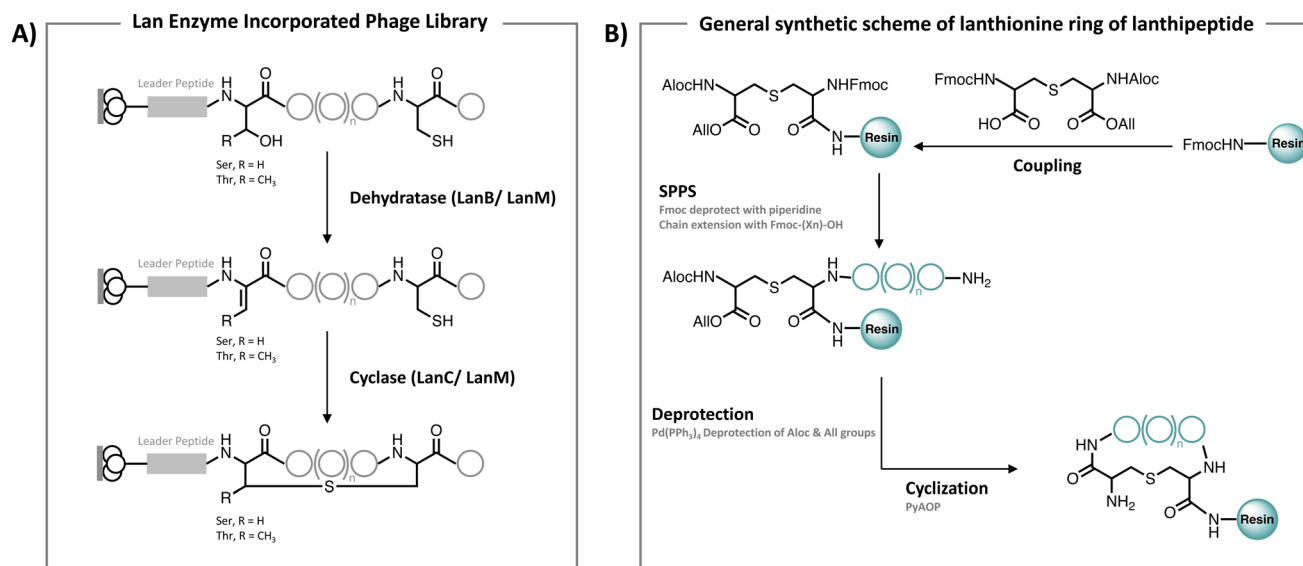 A)
Lan Enzyme Incorporated Phage Library
Leader Peptide
H
N
O
n
H
N
O
R
OH
SH
Ser, R = H
Thr, R = CH₃
Dehydratase (LanB/ LanM)
Leader Peptide
H
N
O
n
H
N
O
R
SH
Ser, R = H
Thr, R = CH₃
Cyclase (LanC/ LanM)
Leader Peptide
H
N
O
n
H
N
O
R
S
Ser, R = H
Thr, R = CH₃
B)
General synthetic scheme of lanthionine ring of lanthipeptide
AlocHN
S
NHFmoc
AllO
O
O
N
H
Resin
FmocHN
S
NHAloc
HO
O
O
OAll
Coupling
FmocHN
Resin
SPPS
Fmoc deprotect with piperidine
Chain extension with Fmoc-(Xn)-OH
AlocHN
S
H
N
n
NH₂
AllO
O
O
N
H
Resin
Deprotection
Pd(PPh₃)₄ Deprotection of Aloc & All groups
Cyclization
PyAOP
n
HN
O
S
NH
NH₂
O
N
H
Resin